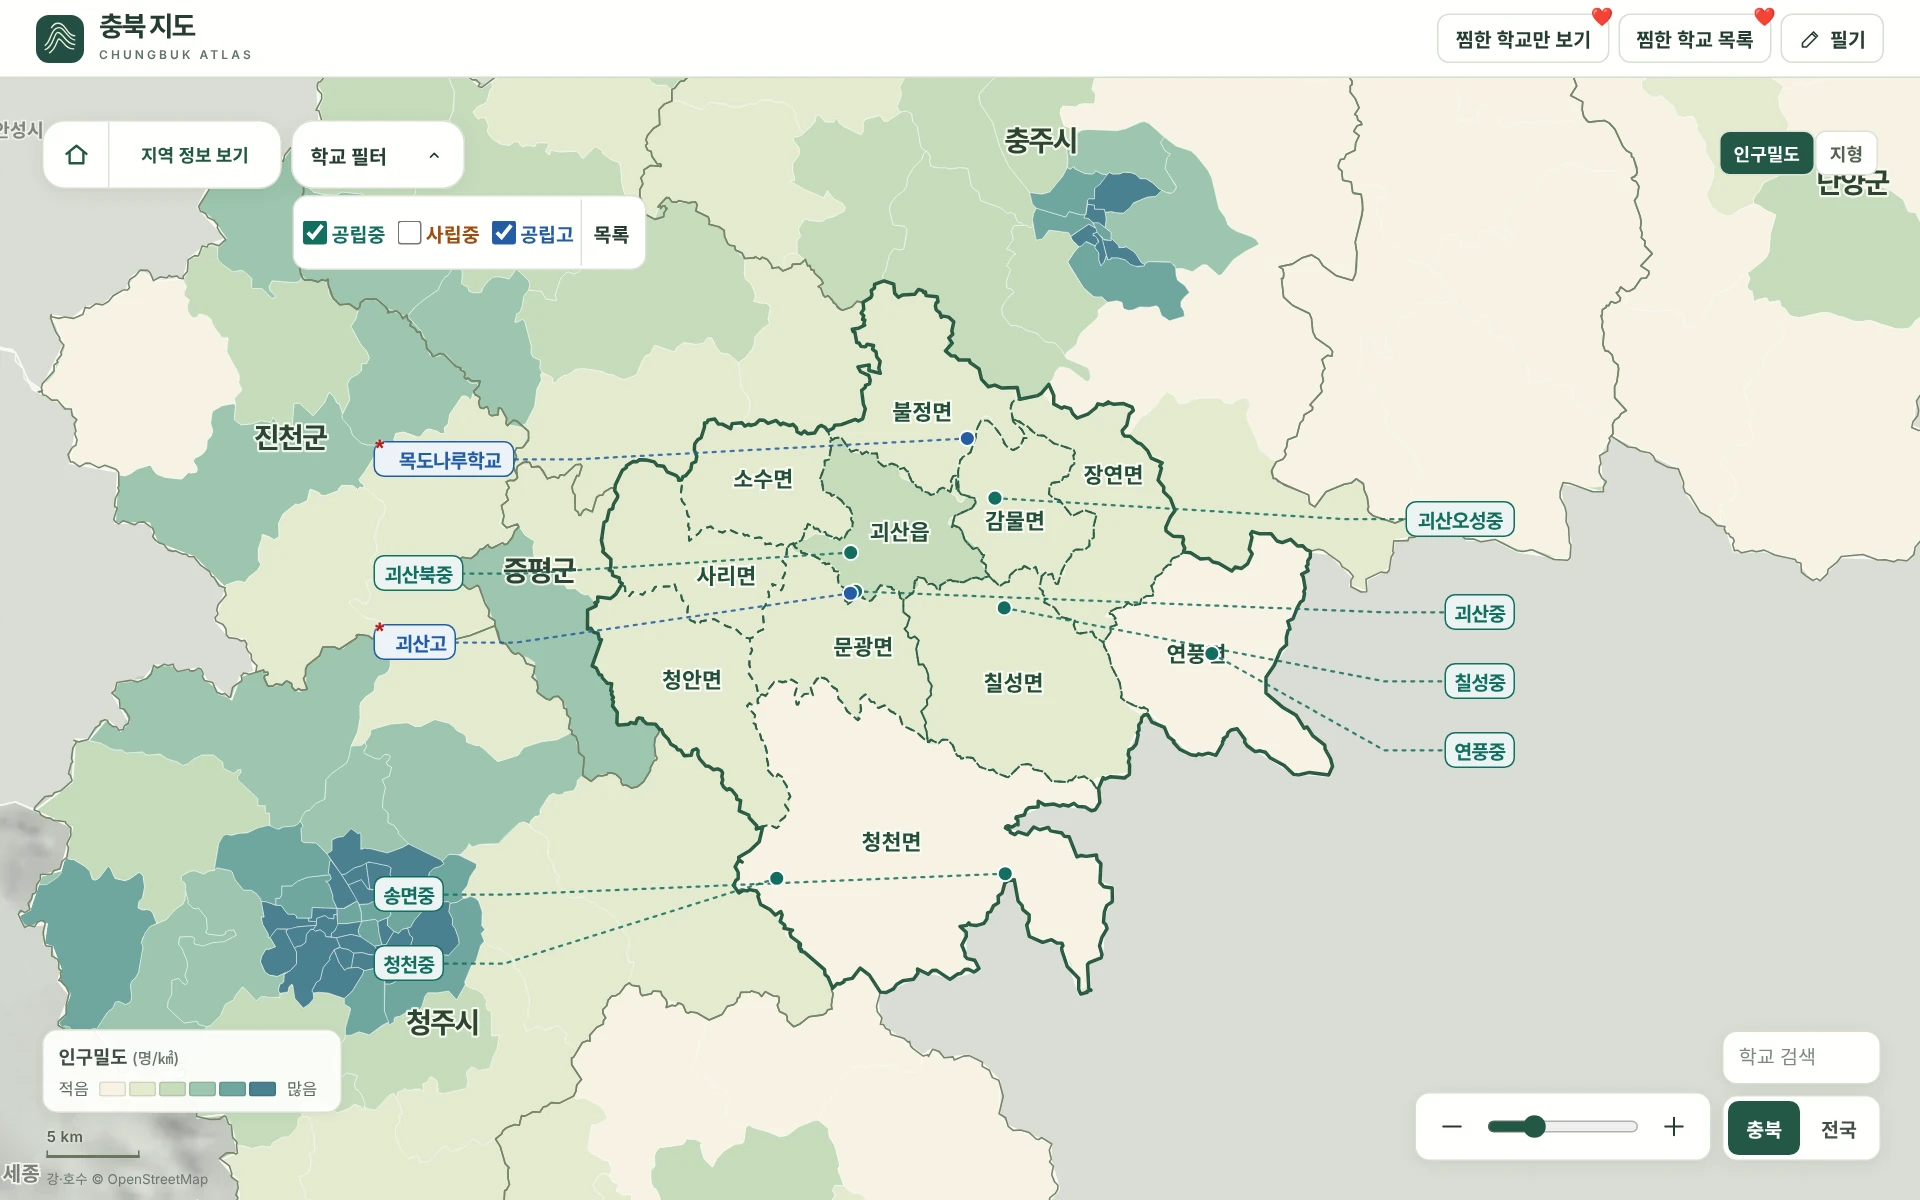 충북 지도
CHUNGBUK ATLAS
찜한 학교만 보기
찜한 학교 목록
필기
안성시
지역 정보 보기
학교 필터
충주시
인구밀도
지형
단양군
공립중
사립중
공립고
목록
불정면
진천군
* 목도나루학교
소수면
장연면
괴산읍
감물면
괴산오성중
괴산북중
증평군
사리면
괴산중
* 괴산고
문광면
연풍면
청안면
칠성면
칠성중
연풍중
청천면
송면중
청천중
청주시
인구밀도 (명/㎢)
적음
많음
학교 검색
5 km
충북
전국
세종
강·호수 © OpenStreetMap